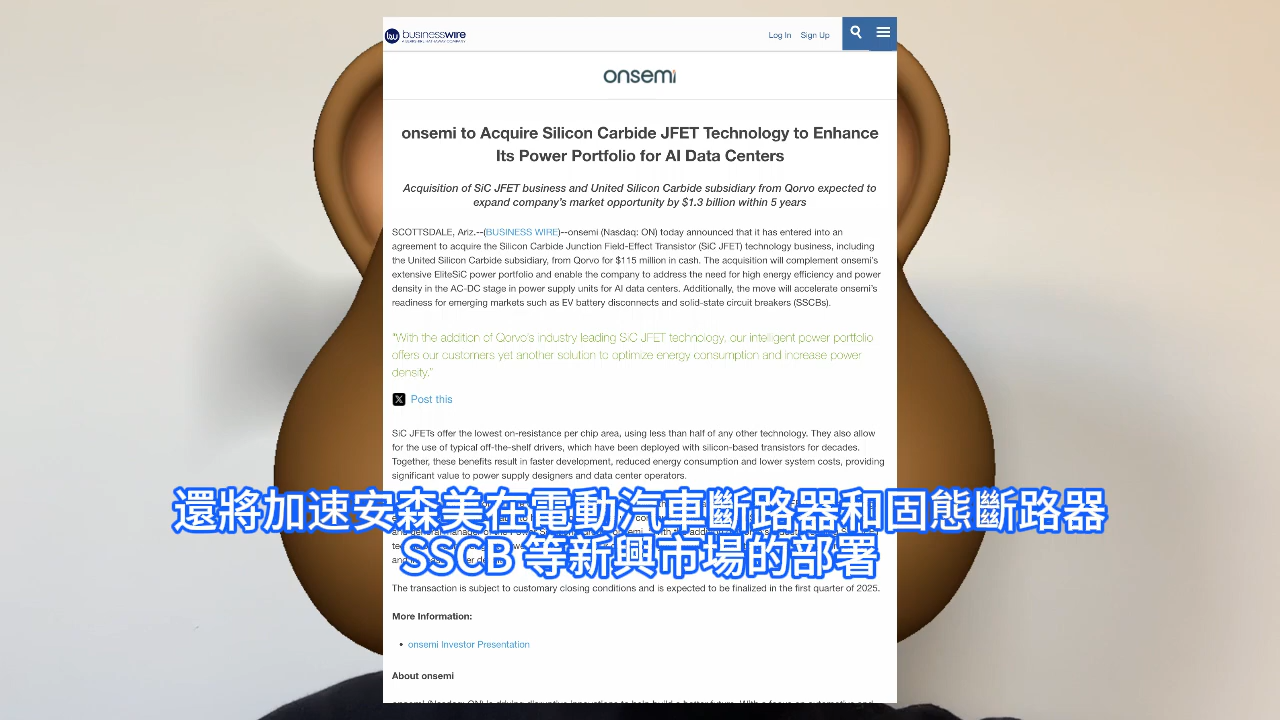 businesswire
Log In Sign Up
onsemi
onsemi to Acquire Silicon Carbide JFET Technology to Enhance
Its Power Portfolio for AI Data Centers
Acquisition of SiC JFET business and United Silicon Carbide subsidiary from Qorvo expected to
expand company's market opportunity by $1.3 billion within 5 years
SCOTTSDALE, Ariz.--(BUSINESS WIRE)--onsemi (Nasdaq: ON) today announced that it has entered into an
agreement to acquire the Silicon Carbide Junction Field-Effect Transistor (SiC JFET) technology business, including
the United Silicon Carbide subsidiary, from Qorvo for $115 million in cash. The acquisition will complement onsemi's
extensive EliteSiC power portfolio and enable the company to address the need for high energy efficiency and power
density in the AC-DC stage in power supply units for AI data centers. Additionally, the move will accelerate onsemi's
readiness for emerging markets such as EV battery disconnects and solid-state circuit breakers (SSCBs).
"With the addition of Qorvo's industry leading SiC JFET technology, our intelligent power portfolio
offers our customers yet another solution to optimize energy consumption and increase power
density."
Post this
SiC JFETs offer the lowest on-resistance per chip area, using less than half of any other technology. They also allow
for the use of typical off-the-shelf drivers, which have been deployed with silicon-based transistors for decades.
Together, these benefits result in faster development, reduced energy consumption and lower system costs, providing
significant value to power supply designers and data center operators.
還將加速安森美在電動汽車斷路器和固態斷路器
SSCB 等新興市場的部署
The transaction is subject to customary closing conditions and is expected to be finalized in the first quarter of 2025.
More Information:
• onsemi Investor Presentation
About onsemi